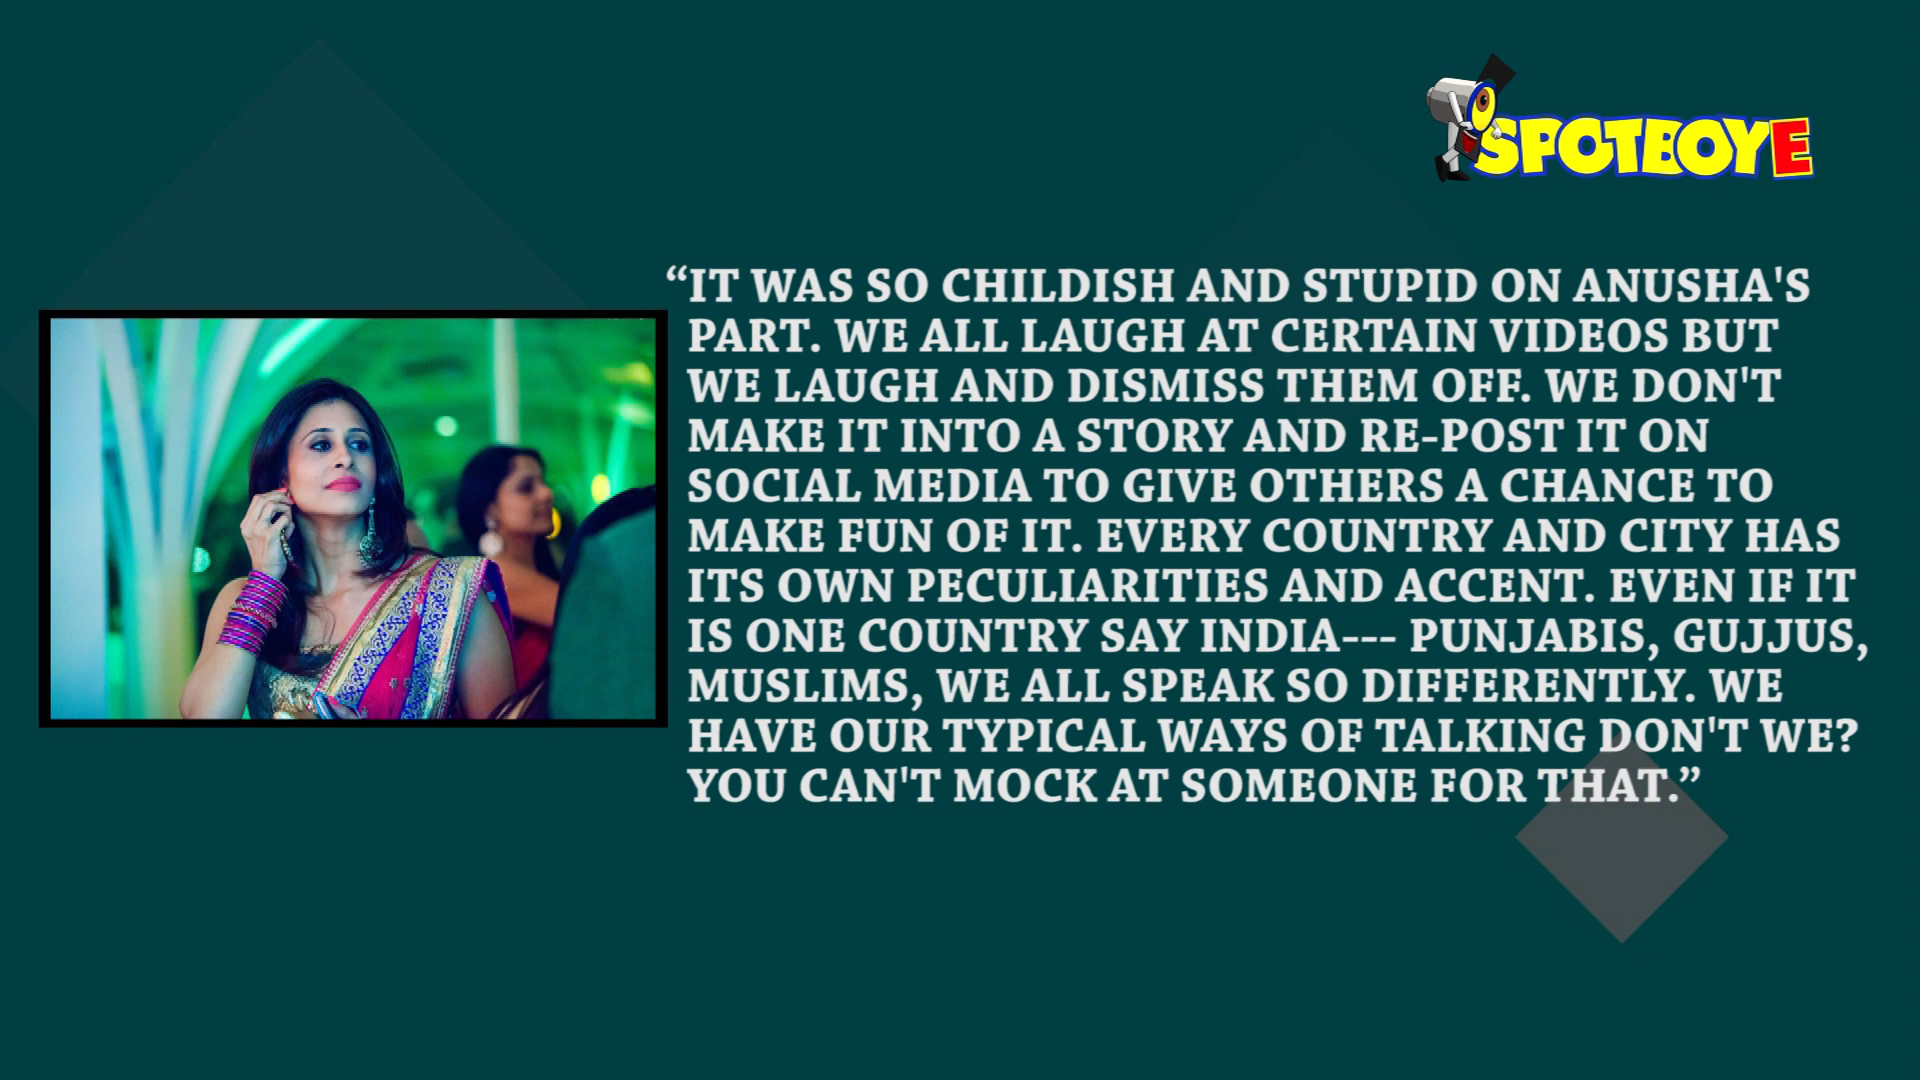 SPOTBOYE
“IT WAS SO CHILDISH AND STUPID ON ANUSHA'S
PART. WE ALL LAUGH AT CERTAIN VIDEOS BUT
WE LAUGH AND DISMISS THEM OFF. WE DON'T
MAKE IT INTO A STORY AND RE-POST IT ON
SOCIAL MEDIA TO GIVE OTHERS A CHANCE TO
MAKE FUN OF IT. EVERY COUNTRY AND CITY HAS
ITS OWN PECULIARITIES AND ACCENT. EVEN IF IT
IS ONE COUNTRY SAY INDIA--- PUNJABIS, GUJJUS,
MUSLIMS, WE ALL SPEAK SO DIFFERENTLY. WE
HAVE OUR TYPICAL WAYS OF TALKING DON'T WE?
YOU CAN'T MOCK AT SOMEONE FOR THAT.”